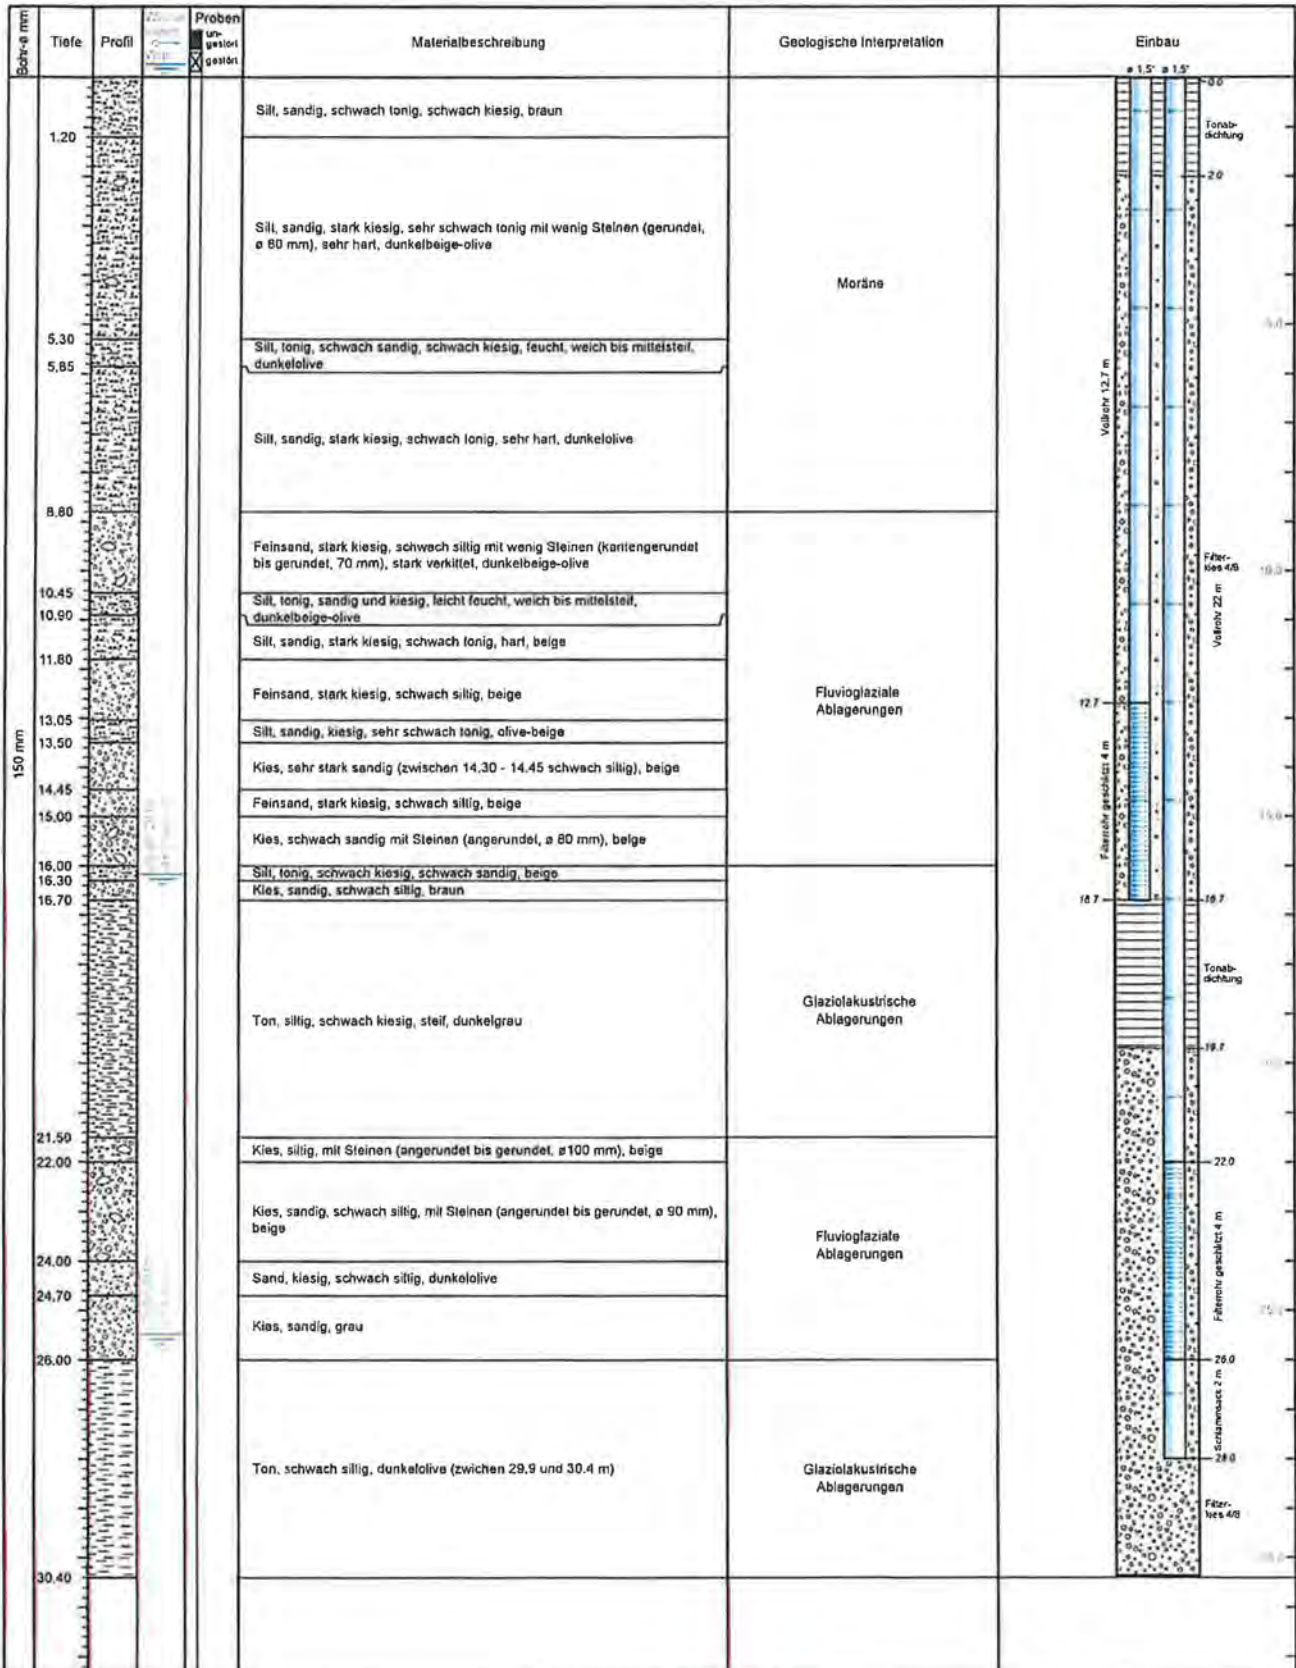 Bohr-ø mm
Tiefe
Profil
Proben
un-
gestört
gestört
Materialbeschreibung
Geologische Interpretation
Einbau
ø 1,5" ø 1,5"
0.0
Silt, sandig, schwach tonig, schwach kiesig, braun
Tonab-
dichtung
1.20
2.0
Silt, sandig, stark kiesig, sehr schwach tonig mit wenig Steinen (gerundet,
ø 60 mm), sehr hart, dunkelbeige-olive
Moräne
5.0
5.30
Silt, tonig, schwach sandig, schwach kiesig, feucht, weich bis mittelsteif,
dunkelolive
5.85
Vollrohr 12,7 m
Silt, sandig, stark kiesig, schwach tonig, sehr hart, dunkelolive
8.80
Feinsand, stark kiesig, schwach siltig mit wenig Steinen (kantengerundet
bis gerundet, 70 mm), stark verkittet, dunkelbeige-olive
Filter-
kies 4/8
10.0
10.45
Silt, tonig, sandig und kiesig, leicht feucht, weich bis mittelsteif,
dunkelbeige-olive
10.90
Vollrohr 22 m
Silt, sandig, stark kiesig, schwach tonig, hart, beige
11.80
Feinsand, stark kiesig, schwach siltig, beige
Fluvioglaziale
Ablagerungen
12.7
13.05
Silt, sandig, kiesig, sehr schwach tonig, olive-beige
13.50
150 mm
Kies, sehr stark sandig (zwischen 14.30 - 14.45 schwach siltig), beige
Filterrohr geschätzt 4 m
14.45
Feinsand, stark kiesig, schwach siltig, beige
15.00
15.0
Kies, schwach sandig mit Steinen (angerundet, ø 80 mm), beige
16.00
Silt, tonig, schwach kiesig, schwach sandig, beige
16.30
Kies, sandig, schwach siltig, braun
16.70
16.7
16.7
Tonab-
dichtung
Ton, siltig, schwach kiesig, steif, dunkelgrau
Glaziolakustrische
Ablagerungen
19.7
21.50
Kies, siltig, mit Steinen (angerundet bis gerundet, ø100 mm), beige
22.00
22.0
Kies, sandig, schwach siltig, mit Steinen (angerundet bis gerundet, ø 90 mm),
beige
Fluvioglaziale
Ablagerungen
24.00
Sand, kiesig, schwach siltig, dunkelolive
24.70
Filterrohr geschätzt 4 m
Kies, sandig, grau
26.00
26.0
Schlammsack 2 m
Ton, schwach siltig, dunkelolive (zwichen 29.9 und 30.4 m)
Glaziolakustrische
Ablagerungen
28.0
Filter-
kies 4/8
30.40